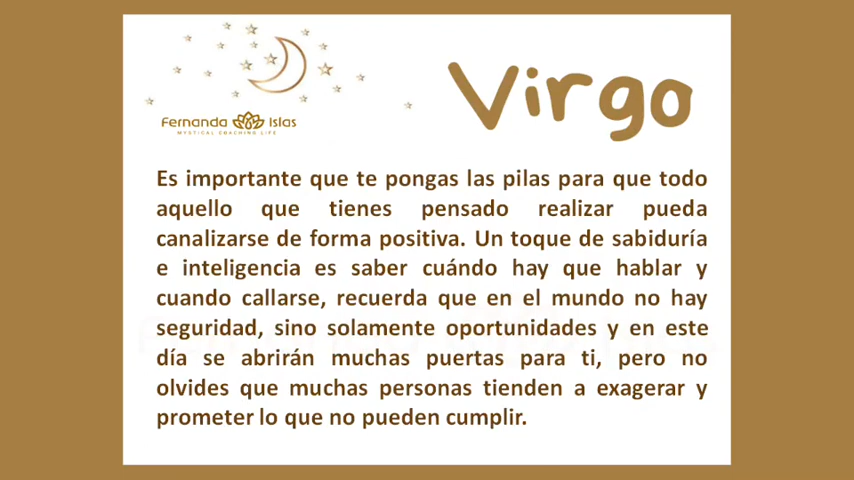 Virgo
Fernanda Islas
MYSTICAL COACHING LIFE
Es importante que te pongas las pilas para que todo
aquello que tienes pensado realizar pueda
canalizarse de forma positiva. Un toque de sabiduría
e inteligencia es saber cuándo hay que hablar y
cuando callarse, recuerda que en el mundo no hay
seguridad, sino solamente oportunidades y en este
día se abrirán muchas puertas para ti, pero no
olvides que muchas personas tienden a exagerar y
prometer lo que no pueden cumplir.